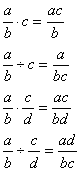 a/b · c = ac/b
a/b ÷ c = a/bc
a/b · c/d = ac/bd
a/b ÷ c/d = ad/bc